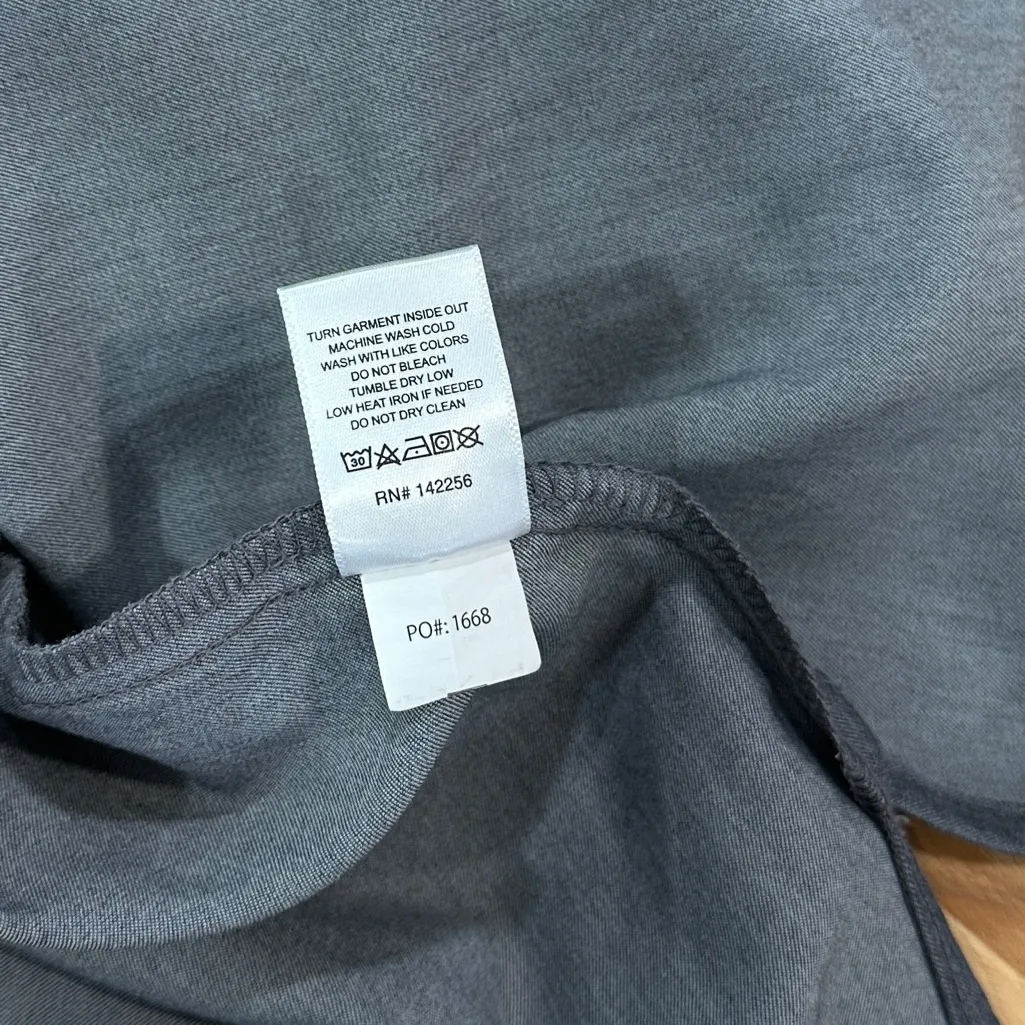 TURN GARMENT INSIDE OUT
MACHINE WASH COLD
WASH WITH LIKE COLORS
DO NOT BLEACH
TUMBLE DRY LOW
LOW HEAT IRON IF NEEDED
DO NOT DRY CLEAN
30
RN# 142256
PO#: 1668